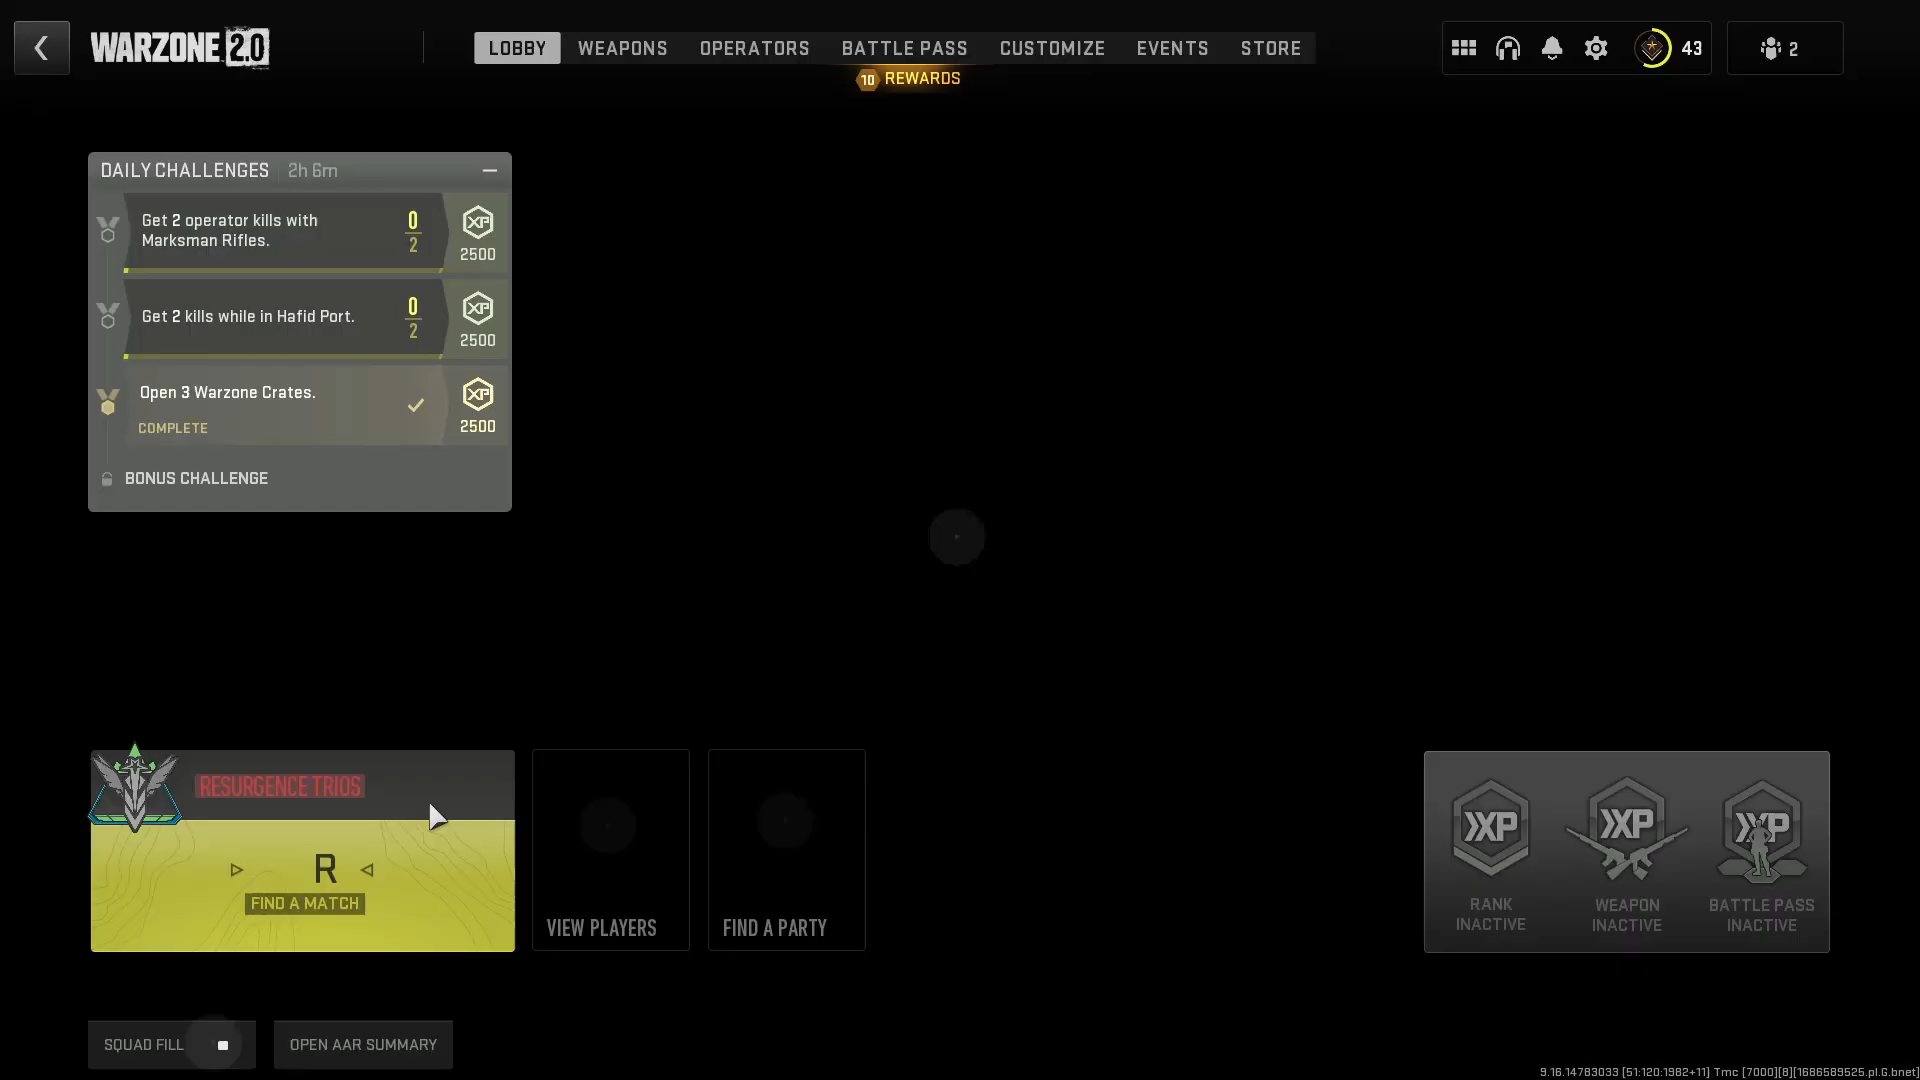 WARZONE 2.0
LOBBY
WEAPONS
OPERATORS
BATTLE PASS
CUSTOMIZE
EVENTS
STORE
43
2
10 REWARDS
DAILY CHALLENGES 2h 6m
Get 2 operator kills with
Marksman Rifles.
0
2
XP
2500
Get 2 kills while in Hafid Port.
0
2
XP
2500
Open 3 Warzone Crates.
COMPLETE
XP
2500
BONUS CHALLENGE
RESURGENCE TRIOS
R
FIND A MATCH
VIEW PLAYERS
FIND A PARTY
XP
RANK
INACTIVE
XP
WEAPON
INACTIVE
XP
BATTLE PASS
INACTIVE
SQUAD FILL
OPEN AAR SUMMARY
9.16.14783033 [51:120:1982+11] Tmc [7000][8][1686589525.pl.G.bnet]